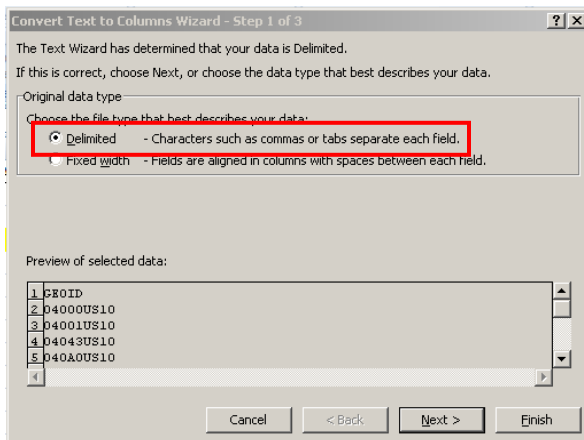 Convert Text to Columns Wizard - Step 1 of 3
The Text Wizard has determined that your data is Delimited.
If this is correct, choose Next, or choose the data type that best describes your data.
Original data type
Choose the file type that best describes your data:
Delimited - Characters such as commas or tabs separate each field.
Fixed width - Fields are aligned in columns with spaces between each field.
Preview of selected data:
1 GEOID
2 04000US10
3 04001US10
4 04043US10
5 040A0US10
Cancel < Back Next > Finish